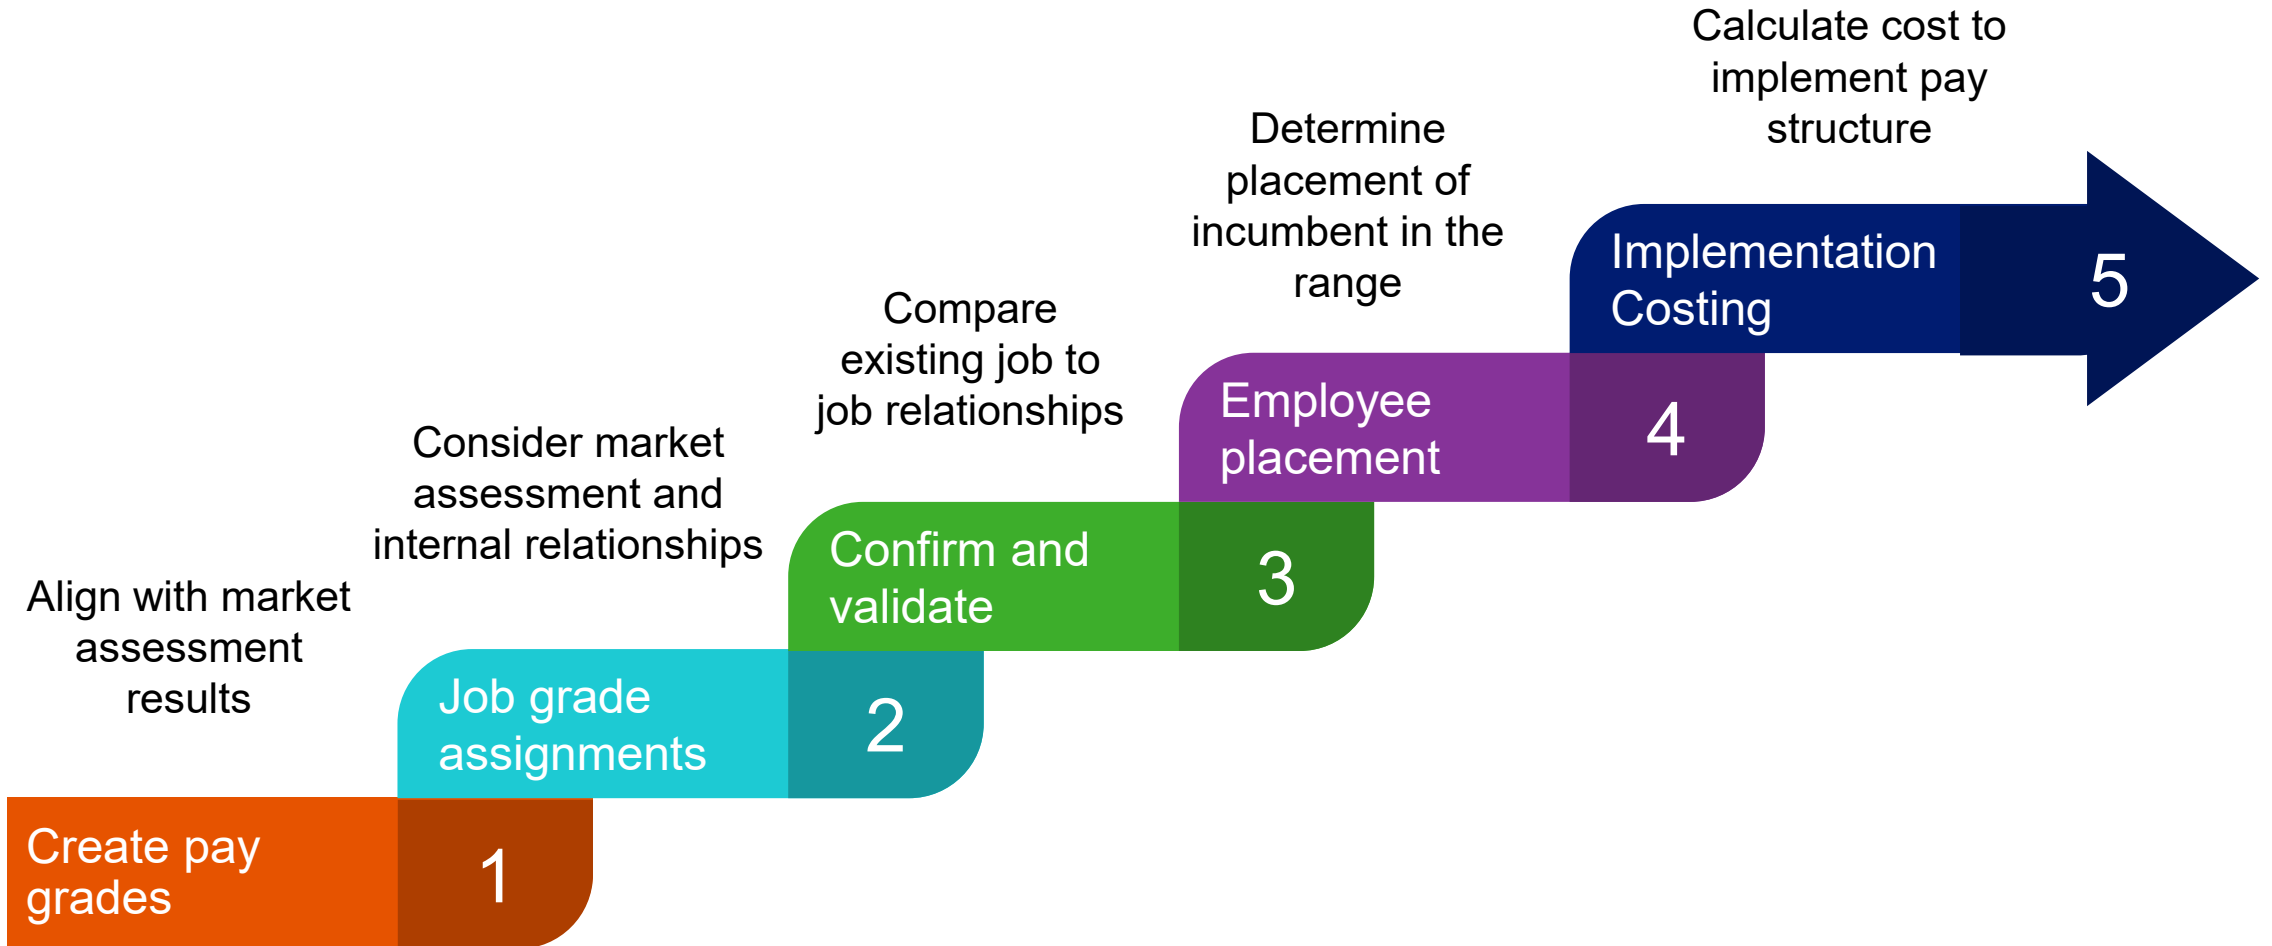 Align with market
assessment
results
Create pay
grades
1
Consider market
assessment and
internal relationships
Job grade
assignments
2
Compare
existing job to
job relationships
Confirm and
validate
3
Determine
placement of
incumbent in the
range
Employee
placement
4
Calculate cost to
implement pay
structure
Implementation
Costing
5